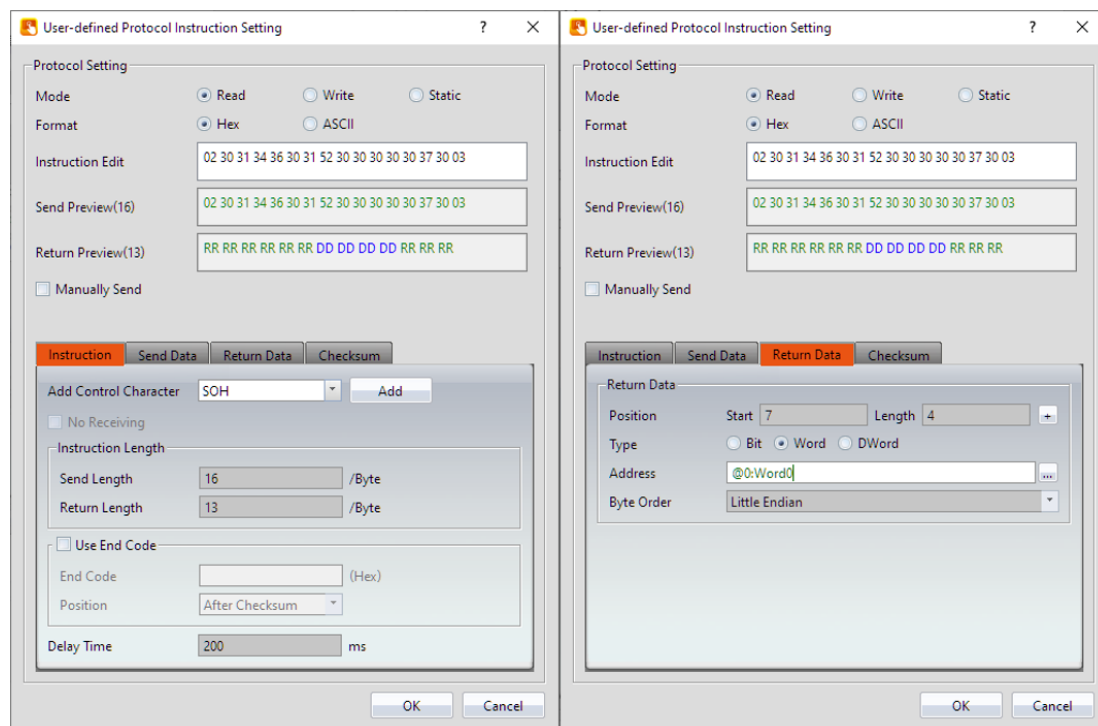 User-defined Protocol Instruction Setting ? ×
Protocol Setting
Mode Read Write Static
Format Hex ASCII
Instruction Edit 02 30 31 34 36 30 31 52 30 30 30 30 30 37 30 03
Send Preview(16) 02 30 31 34 36 30 31 52 30 30 30 30 30 37 30 03
Return Preview(13) RR RR RR RR RR RR DD DD DD DD RR RR RR
Manually Send
Instruction Send Data Return Data Checksum
Add Control Character SOH Add
No Receiving
Instruction Length
Send Length 16 /Byte
Return Length 13 /Byte
Use End Code
End Code (Hex)
Position After Checksum
Delay Time 200 ms
OK Cancel
User-defined Protocol Instruction Setting ? ×
Protocol Setting
Mode Read Write Static
Format Hex ASCII
Instruction Edit 02 30 31 34 36 30 31 52 30 30 30 30 30 37 30 03
Send Preview(16) 02 30 31 34 36 30 31 52 30 30 30 30 30 37 30 03
Return Preview(13) RR RR RR RR RR RR DD DD DD DD RR RR RR
Manually Send
Instruction Send Data Return Data Checksum
Return Data
Position Start 7 Length 4 +
Type Bit Word DWord
Address @0:Word0 ...
Byte Order Little Endian
OK Cancel